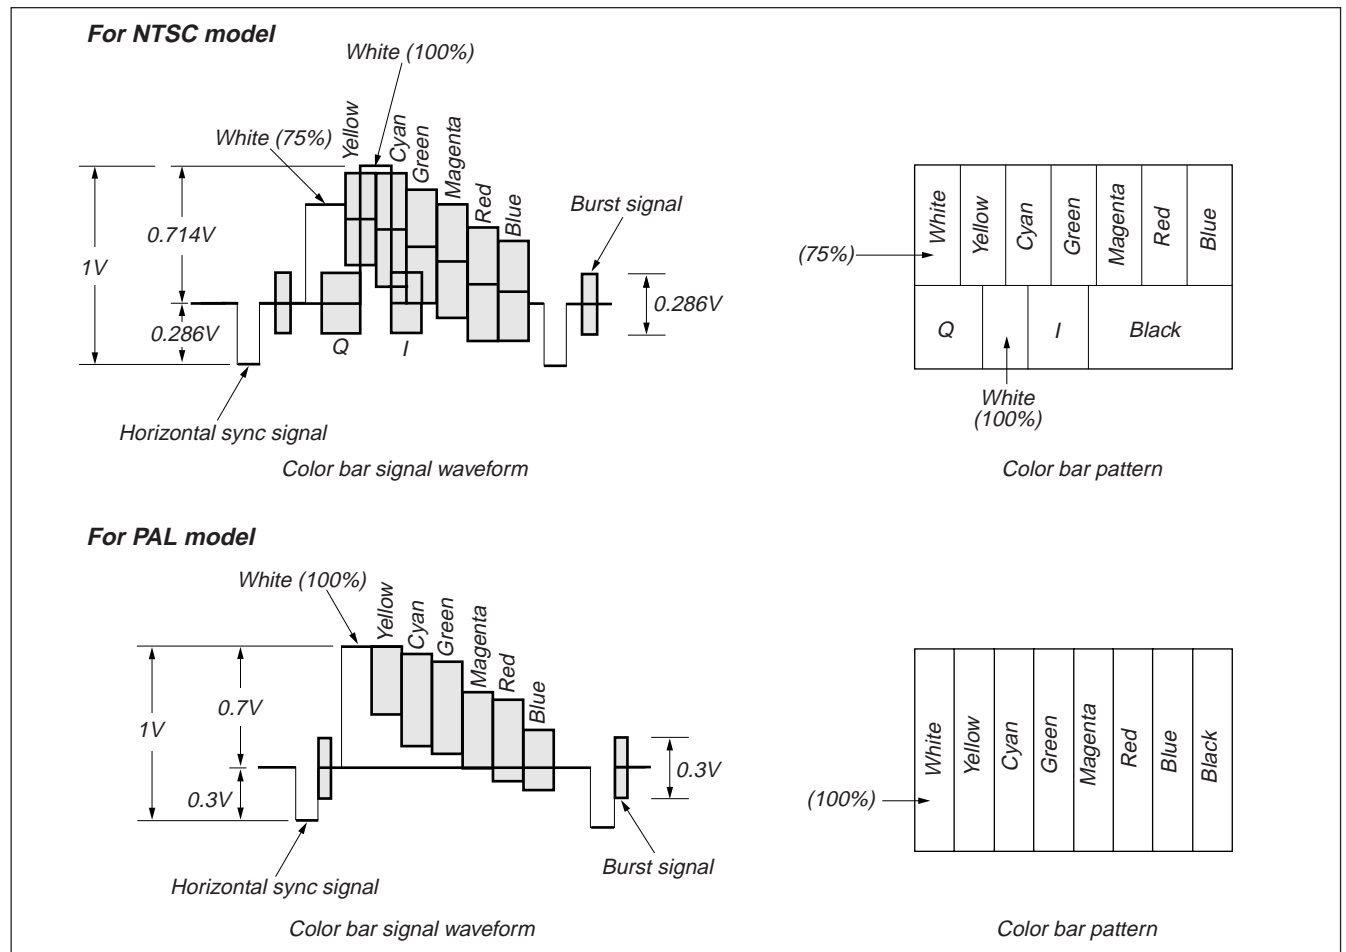 For NTSC model
White (100%)
White (75%)
Yellow
Cyan
Green
Magenta
Red
Blue
Burst signal
0.714V
1V
0.286V
0.286V
Q
I
Horizontal sync signal
Color bar signal waveform
White
Yellow
Cyan
Green
Magenta
Red
Blue
(75%)
Q
I
Black
White
(100%)
Color bar pattern
For PAL model
White (100%)
Yellow
Cyan
Green
Magenta
Red
Blue
0.7V
1V
0.3V
0.3V
Burst signal
Horizontal sync signal
Color bar signal waveform
White
Yellow
Cyan
Green
Magenta
Red
Blue
Black
(100%)
Color bar pattern